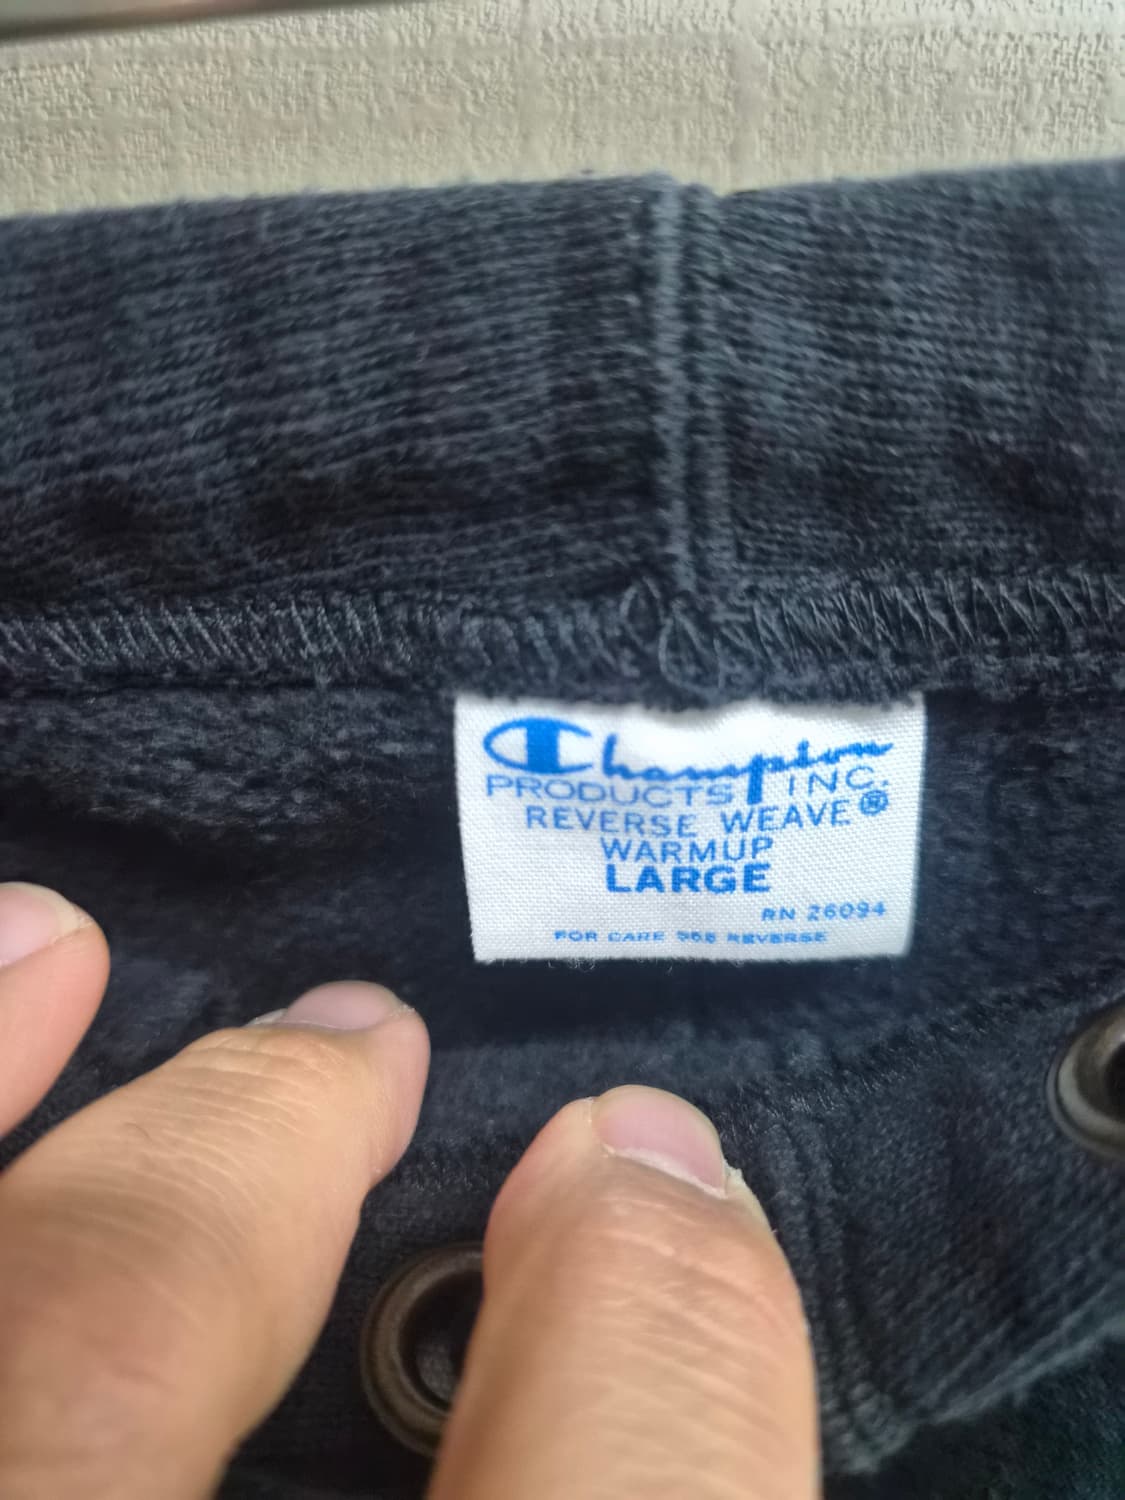 Champion
PRODUCTS INC.
REVERSE WEAVE®
WARMUP
LARGE
RN 26094
FOR CARE SEE REVERSE